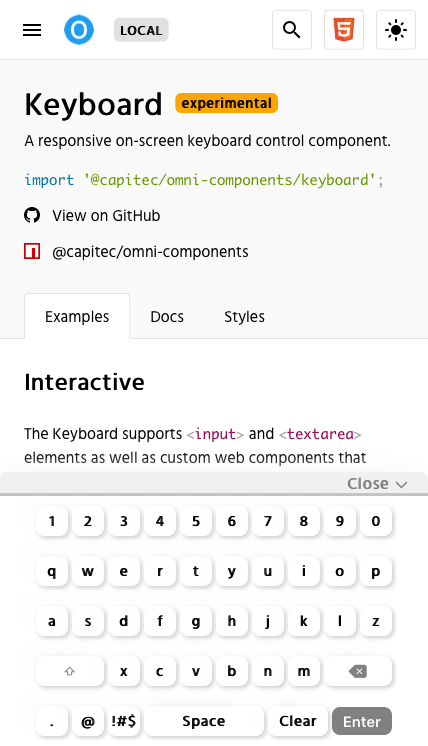 LOCAL
Keyboard experimental
A responsive on-screen keyboard control component.
import '@capitec/omni-components/keyboard';
View on GitHub
@capitec/omni-components
Examples Docs Styles
Interactive
The Keyboard supports <input> and <textarea>
elements as well as custom web components that
Close
1 2 3 4 5 6 7 8 9 0
q w e r t y u i o p
a s d f g h j k l z
x c v b n m
. @ !#$ Space Clear Enter